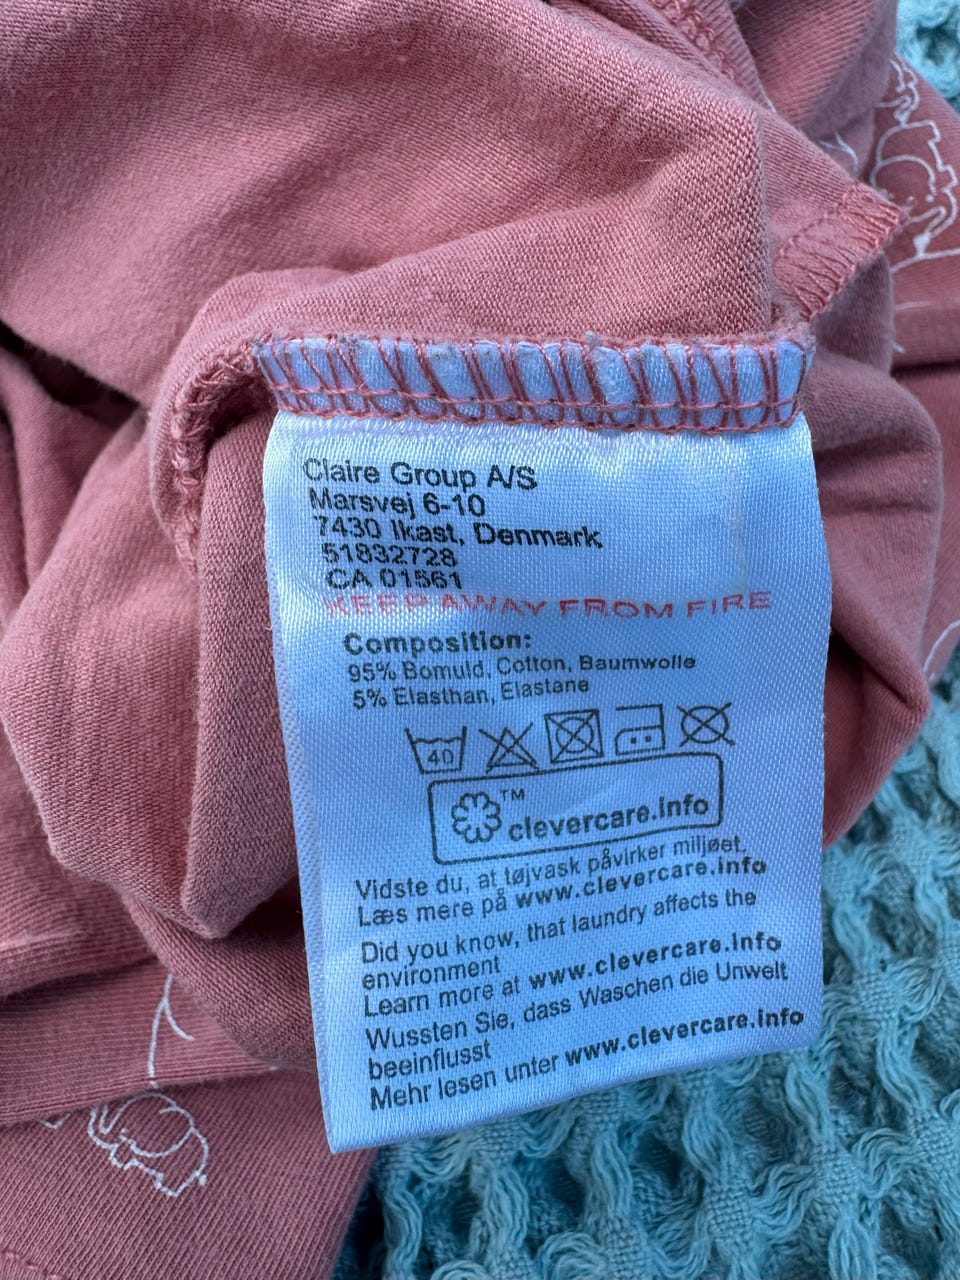 Claire Group A/S
Marsvej 6-10
7430 Ikast, Denmark
51832728
CA 01561
KEEP AWAY FROM FIRE
Composition:
95% Bomuld, Cotton, Baumwolle
5% Elasthan, Elastane
40
TM
clevercare.info
Vidste du, at tøjvask påvirker miljøet.
Læs mere på www.clevercare.info
Did you know, that laundry affects the
environment
Learn more at www.clevercare.info
Wussten Sie, dass Waschen die Unwelt
beeinflusst
Mehr lesen unter www.clevercare.info